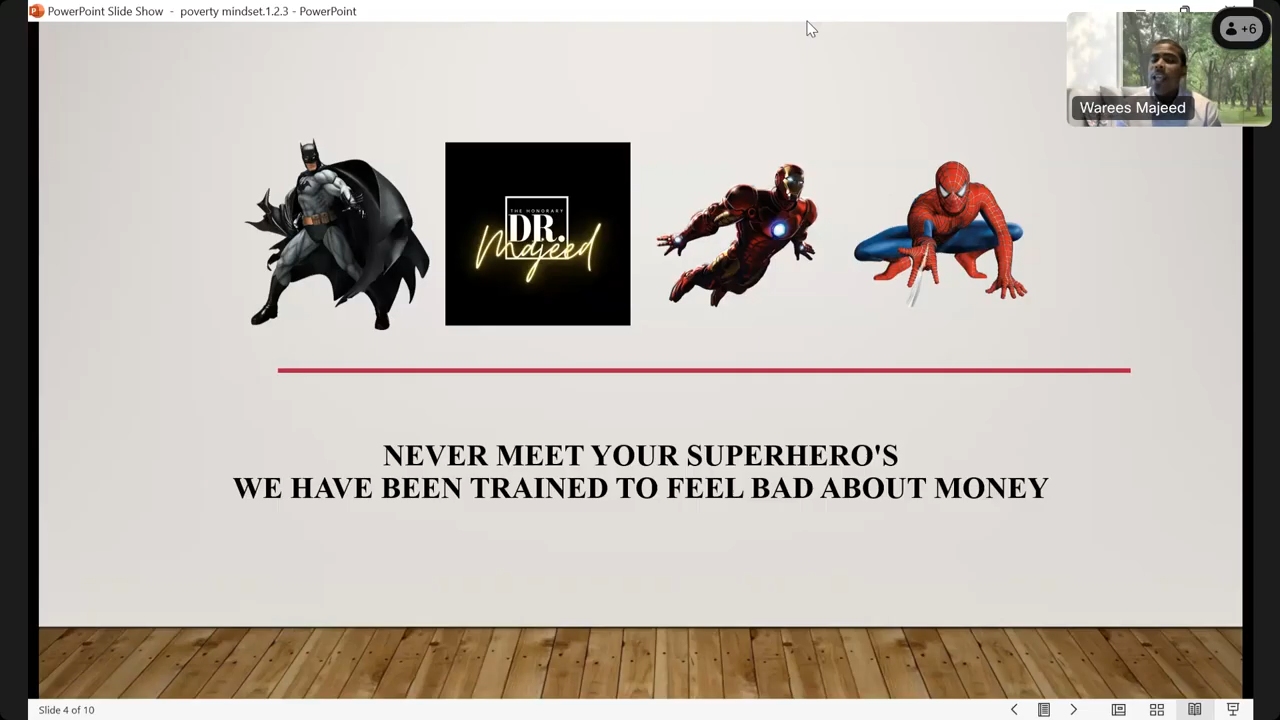 PowerPoint Slide Show - poverty mindset.1.2.3 - PowerPoint
+6
Warees Majeed
THE HONORARY
DR.
Majeed
NEVER MEET YOUR SUPERHERO'S
WE HAVE BEEN TRAINED TO FEEL BAD ABOUT MONEY
Slide 4 of 10